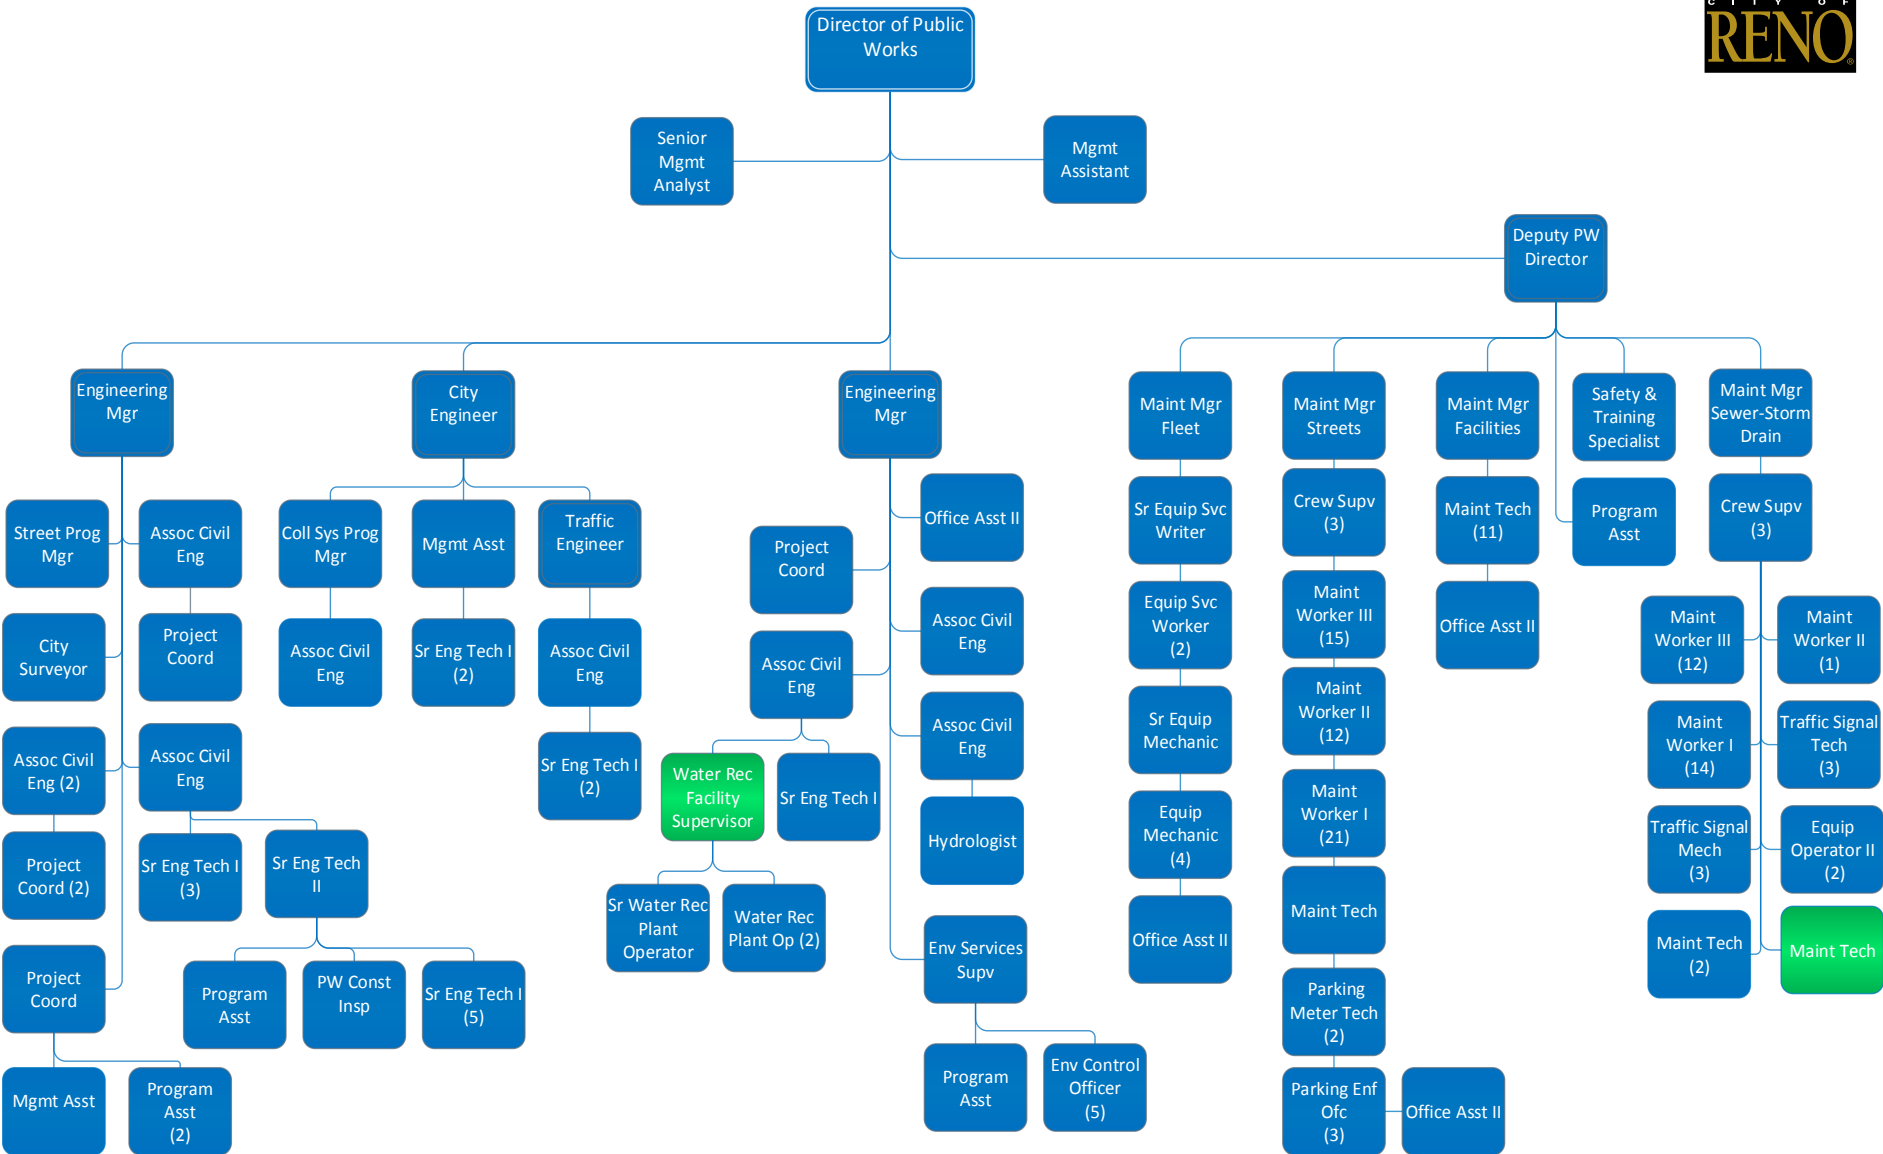 CITY OF
RENO
Director of Public
Works
Senior
Mgmt
Analyst
Mgmt
Assistant
Deputy PW
Director
Engineering
Mgr
City
Engineer
Engineering
Mgr
Maint Mgr
Fleet
Maint Mgr
Streets
Maint Mgr
Facilities
Safety &
Training
Specialist
Maint Mgr
Sewer-Storm
Drain
Street Prog
Mgr
Assoc Civil
Eng
City
Surveyor
Project
Coord
Assoc Civil
Eng (2)
Assoc Civil
Eng
Project
Coord (2)
Sr Eng Tech I
(3)
Sr Eng Tech
II
Project
Coord
Program
Asst
PW Const
Insp
Sr Eng Tech I
(5)
Mgmt Asst
Program
Asst
(2)
Coll Sys Prog
Mgr
Mgmt Asst
Traffic
Engineer
Assoc Civil
Eng
Sr Eng Tech I
(2)
Assoc Civil
Eng
Sr Eng Tech I
(2)
Office Asst II
Project
Coord
Assoc Civil
Eng
Assoc Civil
Eng
Assoc Civil
Eng
Water Rec
Facility
Supervisor
Sr Eng Tech I
Hydrologist
Sr Water Rec
Plant
Operator
Water Rec
Plant Op (2)
Env Services
Supv
Program
Asst
Env Control
Officer
(5)
Sr Equip Svc
Writer
Equip Svc
Worker
(2)
Sr Equip
Mechanic
Equip
Mechanic
(4)
Office Asst II
Crew Supv
(3)
Maint
Worker III
(15)
Maint
Worker II
(12)
Maint
Worker I
(21)
Maint Tech
Parking
Meter Tech
(2)
Parking Enf
Ofc
(3)
Office Asst II
Maint Tech
(11)
Office Asst II
Program
Asst
Crew Supv
(3)
Maint
Worker III
(12)
Maint
Worker II
(1)
Maint
Worker I
(14)
Traffic Signal
Tech
(3)
Traffic Signal
Mech
(3)
Equip
Operator II
(2)
Maint Tech
(2)
Maint Tech